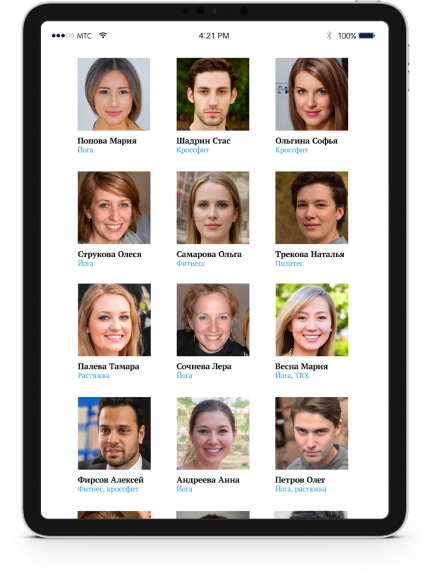 МТС 4:21 PM 100%
Попова Мария Шадрин Стас Ольгина Софья
Йога Кроссфит Кроссфит
Струкова Олеся Самарова Ольга Трекова Наталья
Йога Фитнесс Пилатес
Палева Тамара Сочнева Лера Весна Мария
Растяжка Йога Йога, TRX
Фирсов Алексей Андреева Анна Петров Олег
Фитнес, кроссфит Йога Йога, растяжка